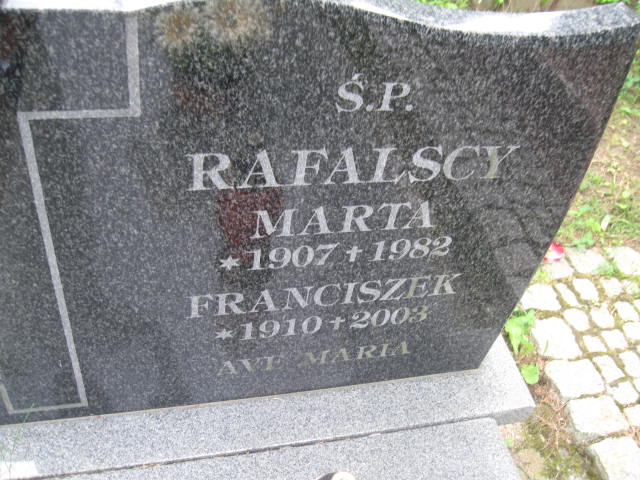 Ś.P.
RAFALSCY
MARTA
* 1907 + 1982
FRANCISZEK
* 1910 + 2003
AVE MARIA